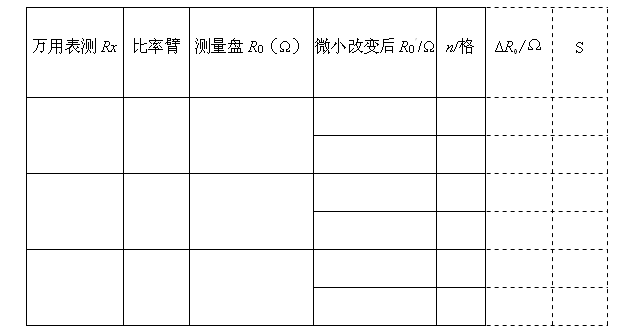 万用表测 Rx 比率臂 测量盘 R0（Ω） 微小改变后 R0/Ω n/格 ΔR₀/Ω S